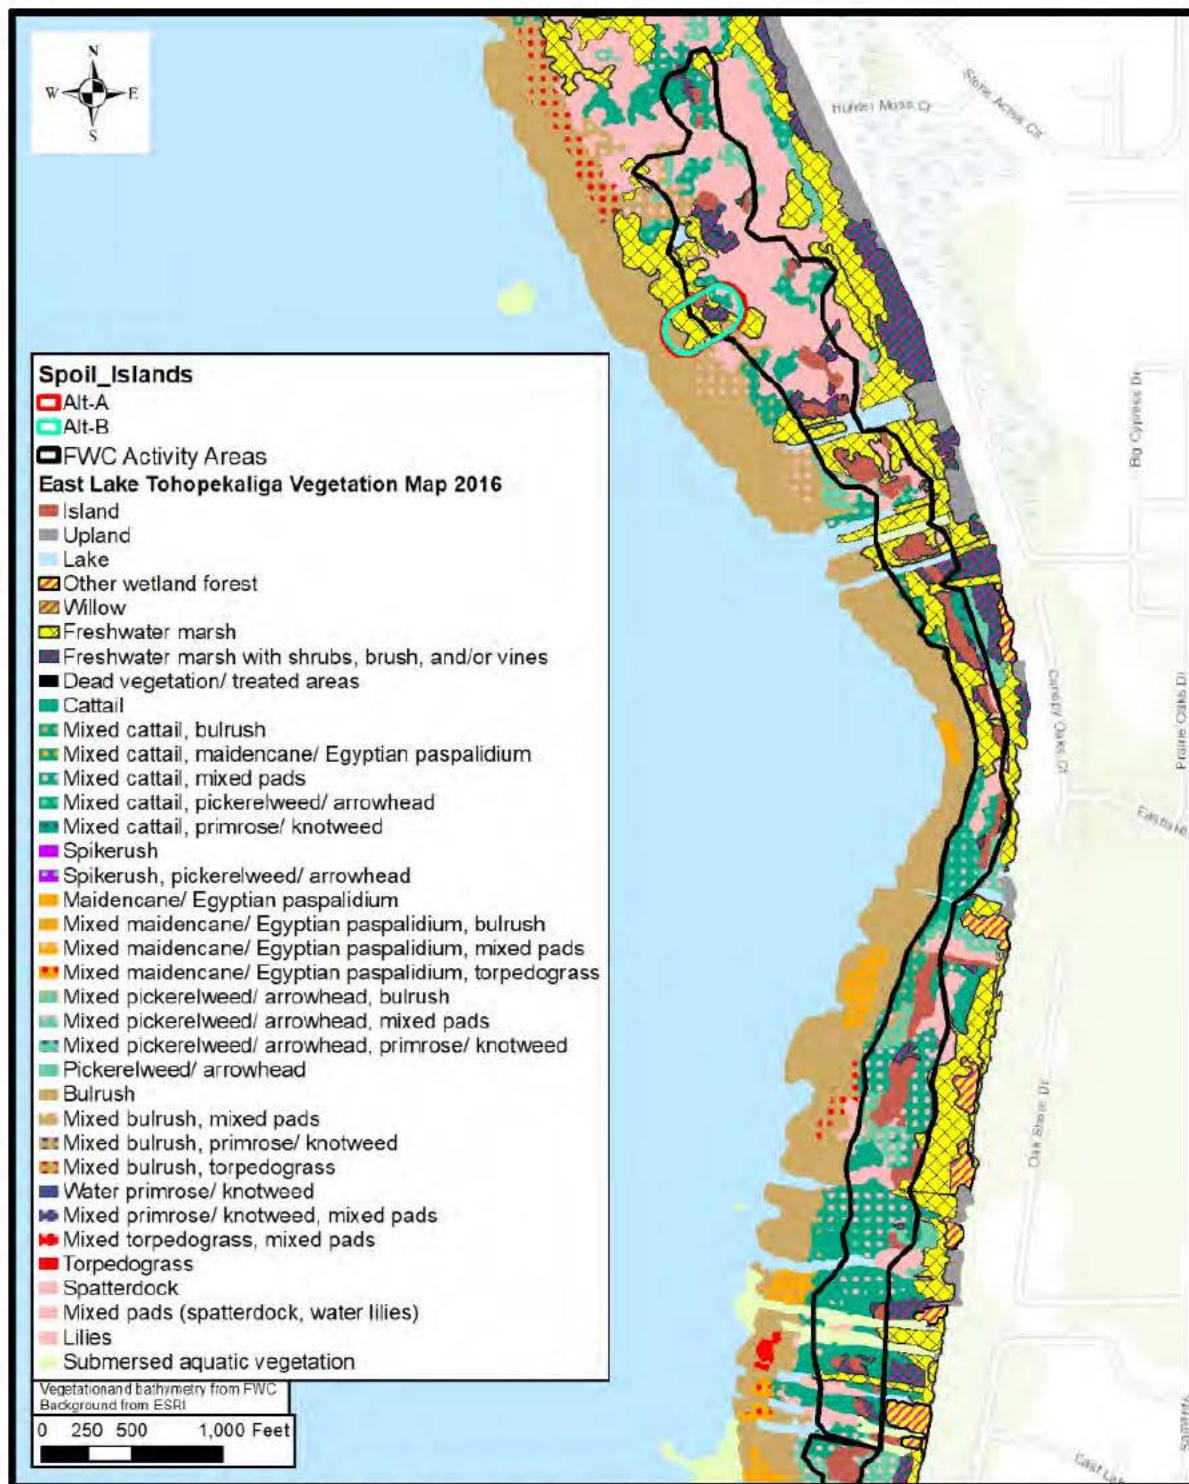 N
W E
S
Hunters Moss Cr
Stone Acres Cir
Big Cypress Dr
Canopy Oaks Ct
Prairie Oaks Dr
Eastlake
Oak Shore Dr
East Lake
Spoil_Islands
Alt-A
Alt-B
FWC Activity Areas
East Lake Tohopekaliga Vegetation Map 2016
Island
Upland
Lake
Other wetland forest
Willow
Freshwater marsh
Freshwater marsh with shrubs, brush, and/or vines
Dead vegetation/ treated areas
Cattail
Mixed cattail, bulrush
Mixed cattail, maidencane/ Egyptian paspalidium
Mixed cattail, mixed pads
Mixed cattail, pickerelweed/ arrowhead
Mixed cattail, primrose/ knotweed
Spikerush
Spikerush, pickerelweed/ arrowhead
Maidencane/ Egyptian paspalidium
Mixed maidencane/ Egyptian paspalidium, bulrush
Mixed maidencane/ Egyptian paspalidium, mixed pads
Mixed maidencane/ Egyptian paspalidium, torpedograss
Mixed pickerelweed/ arrowhead, bulrush
Mixed pickerelweed/ arrowhead, mixed pads
Mixed pickerelweed/ arrowhead, primrose/ knotweed
Pickerelweed/ arrowhead
Bulrush
Mixed bulrush, mixed pads
Mixed bulrush, primrose/ knotweed
Mixed bulrush, torpedograss
Water primrose/ knotweed
Mixed primrose/ knotweed, mixed pads
Mixed torpedograss, mixed pads
Torpedograss
Spatterdock
Mixed pads (spatterdock, water lilies)
Lilies
Submersed aquatic vegetation
Vegetationand bathymetry from FWC
Background from ESRI
0 250 500 1,000 Feet